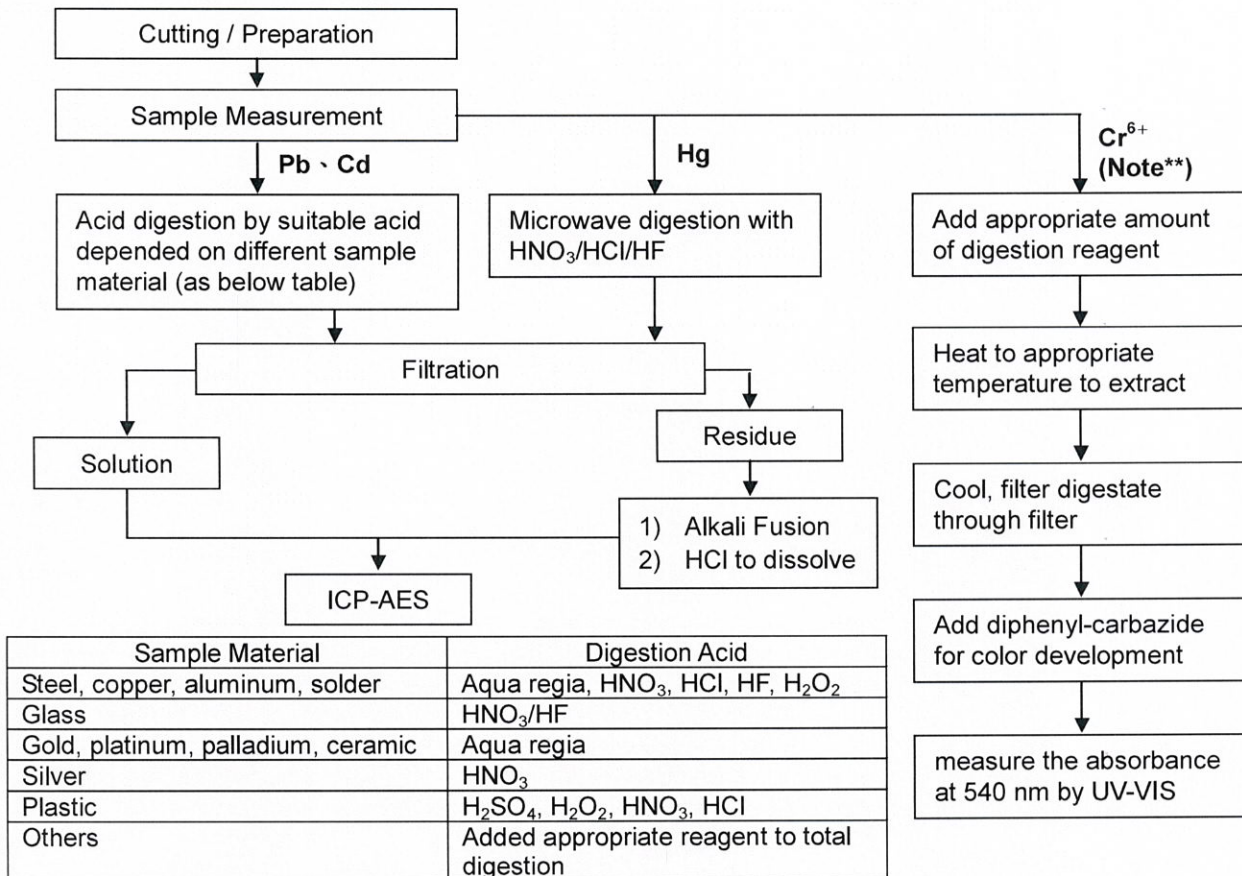 Cutting / Preparation
Sample Measurement
Pb、Cd
Hg
Cr⁶⁺
(Note**)
Acid digestion by suitable acid
depended on different sample
material (as below table)
Microwave digestion with
HNO₃/HCl/HF
Add appropriate amount
of digestion reagent
Filtration
Heat to appropriate
temperature to extract
Solution
Residue
1) Alkali Fusion
2) HCl to dissolve
Cool, filter digestate
through filter
ICP-AES
Add diphenyl-carbazide
for color development
measure the absorbance
at 540 nm by UV-VIS
Sample Material Digestion Acid
Steel, copper, aluminum, solder Aqua regia, HNO₃, HCl, HF, H₂O₂
Glass HNO₃/HF
Gold, platinum, palladium, ceramic Aqua regia
Silver HNO₃
Plastic H₂SO₄, H₂O₂, HNO₃, HCl
Others Added appropriate reagent to total
digestion